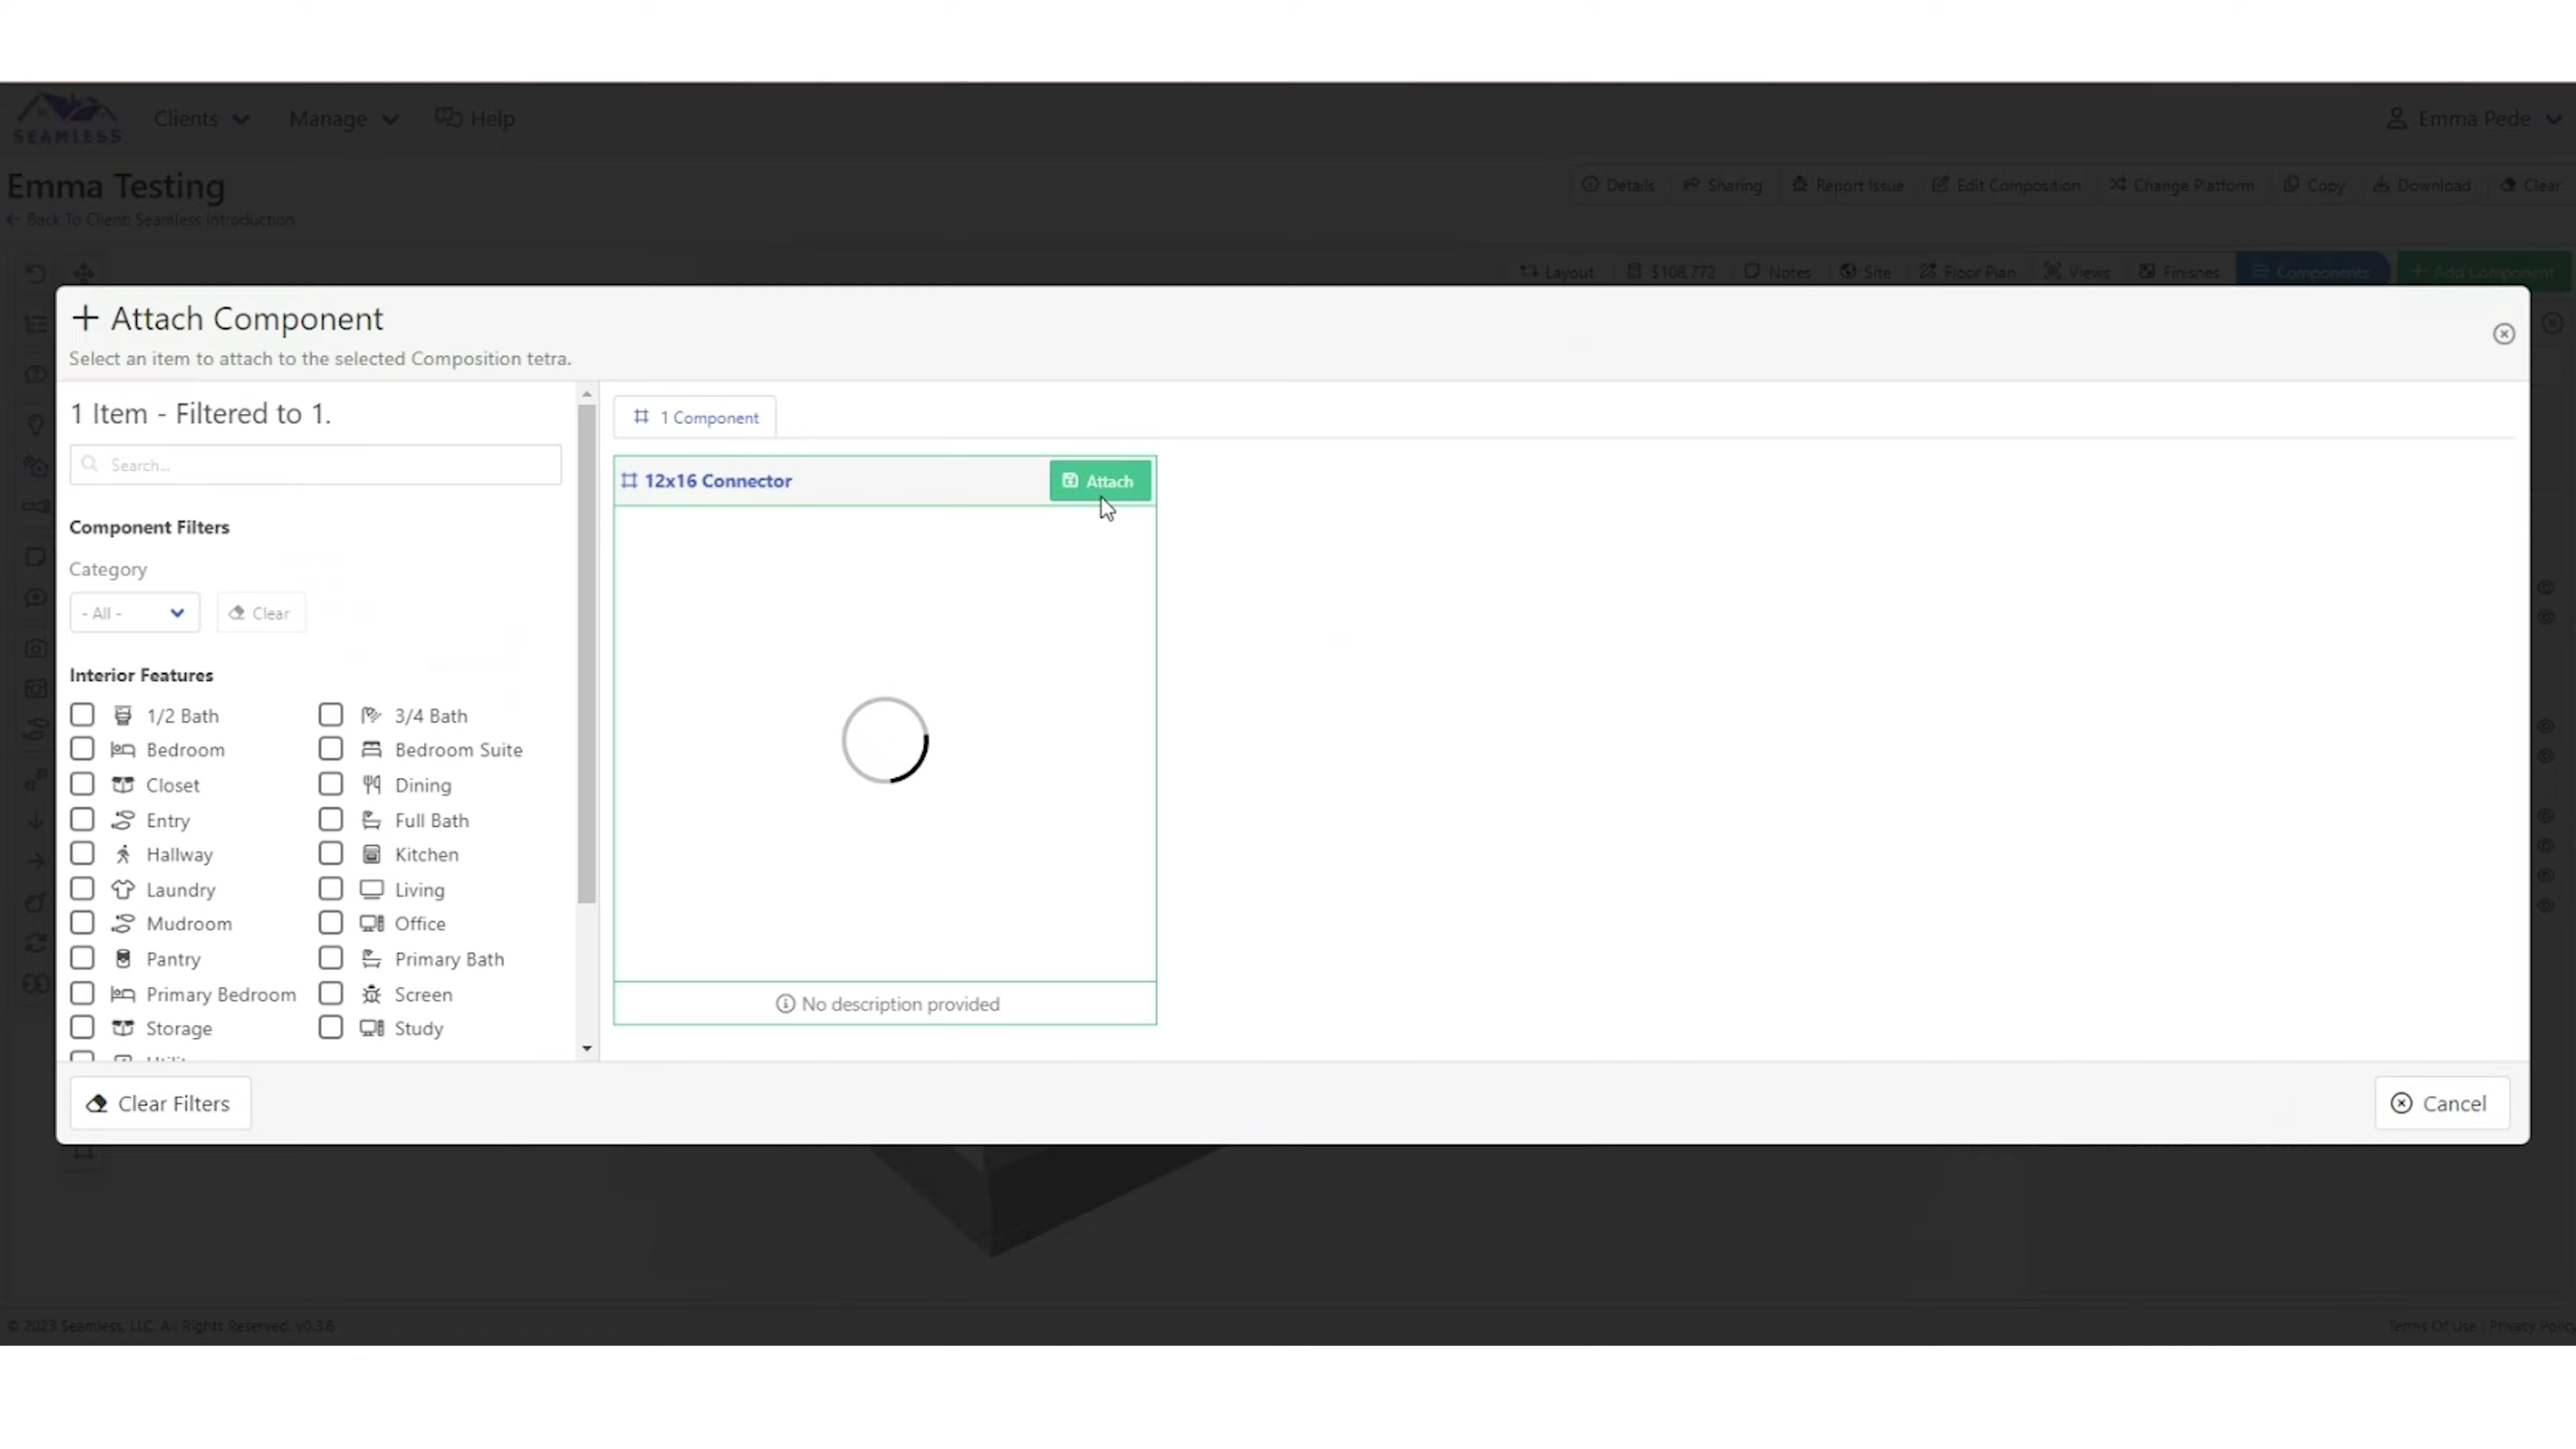 SEAMLESS
Clients
Manage
Help
Emma Pede
Emma Testing
Details
Sharing
Report Issue
Edit Composition
Change Platform
Copy
Download
Clear
Back To Client: Seamless Introduction
Layout
$108,772
Notes
Site
Floor Plan
Views
Finishes
Components
Add Component
Attach Component
Select an item to attach to the selected Composition tetra.
1 Item - Filtered to 1.
Search...
Component Filters
Category
- All -
Clear
Interior Features
1/2 Bath
3/4 Bath
Bedroom
Bedroom Suite
Closet
Dining
Entry
Full Bath
Hallway
Kitchen
Laundry
Living
Mudroom
Office
Pantry
Primary Bath
Primary Bedroom
Screen
Storage
Study
1 Component
12x16 Connector
Attach
No description provided
Clear Filters
Cancel
© 2023 Seamless, LLC. All Rights Reserved. v0.3.6
Terms Of Use | Privacy Policy